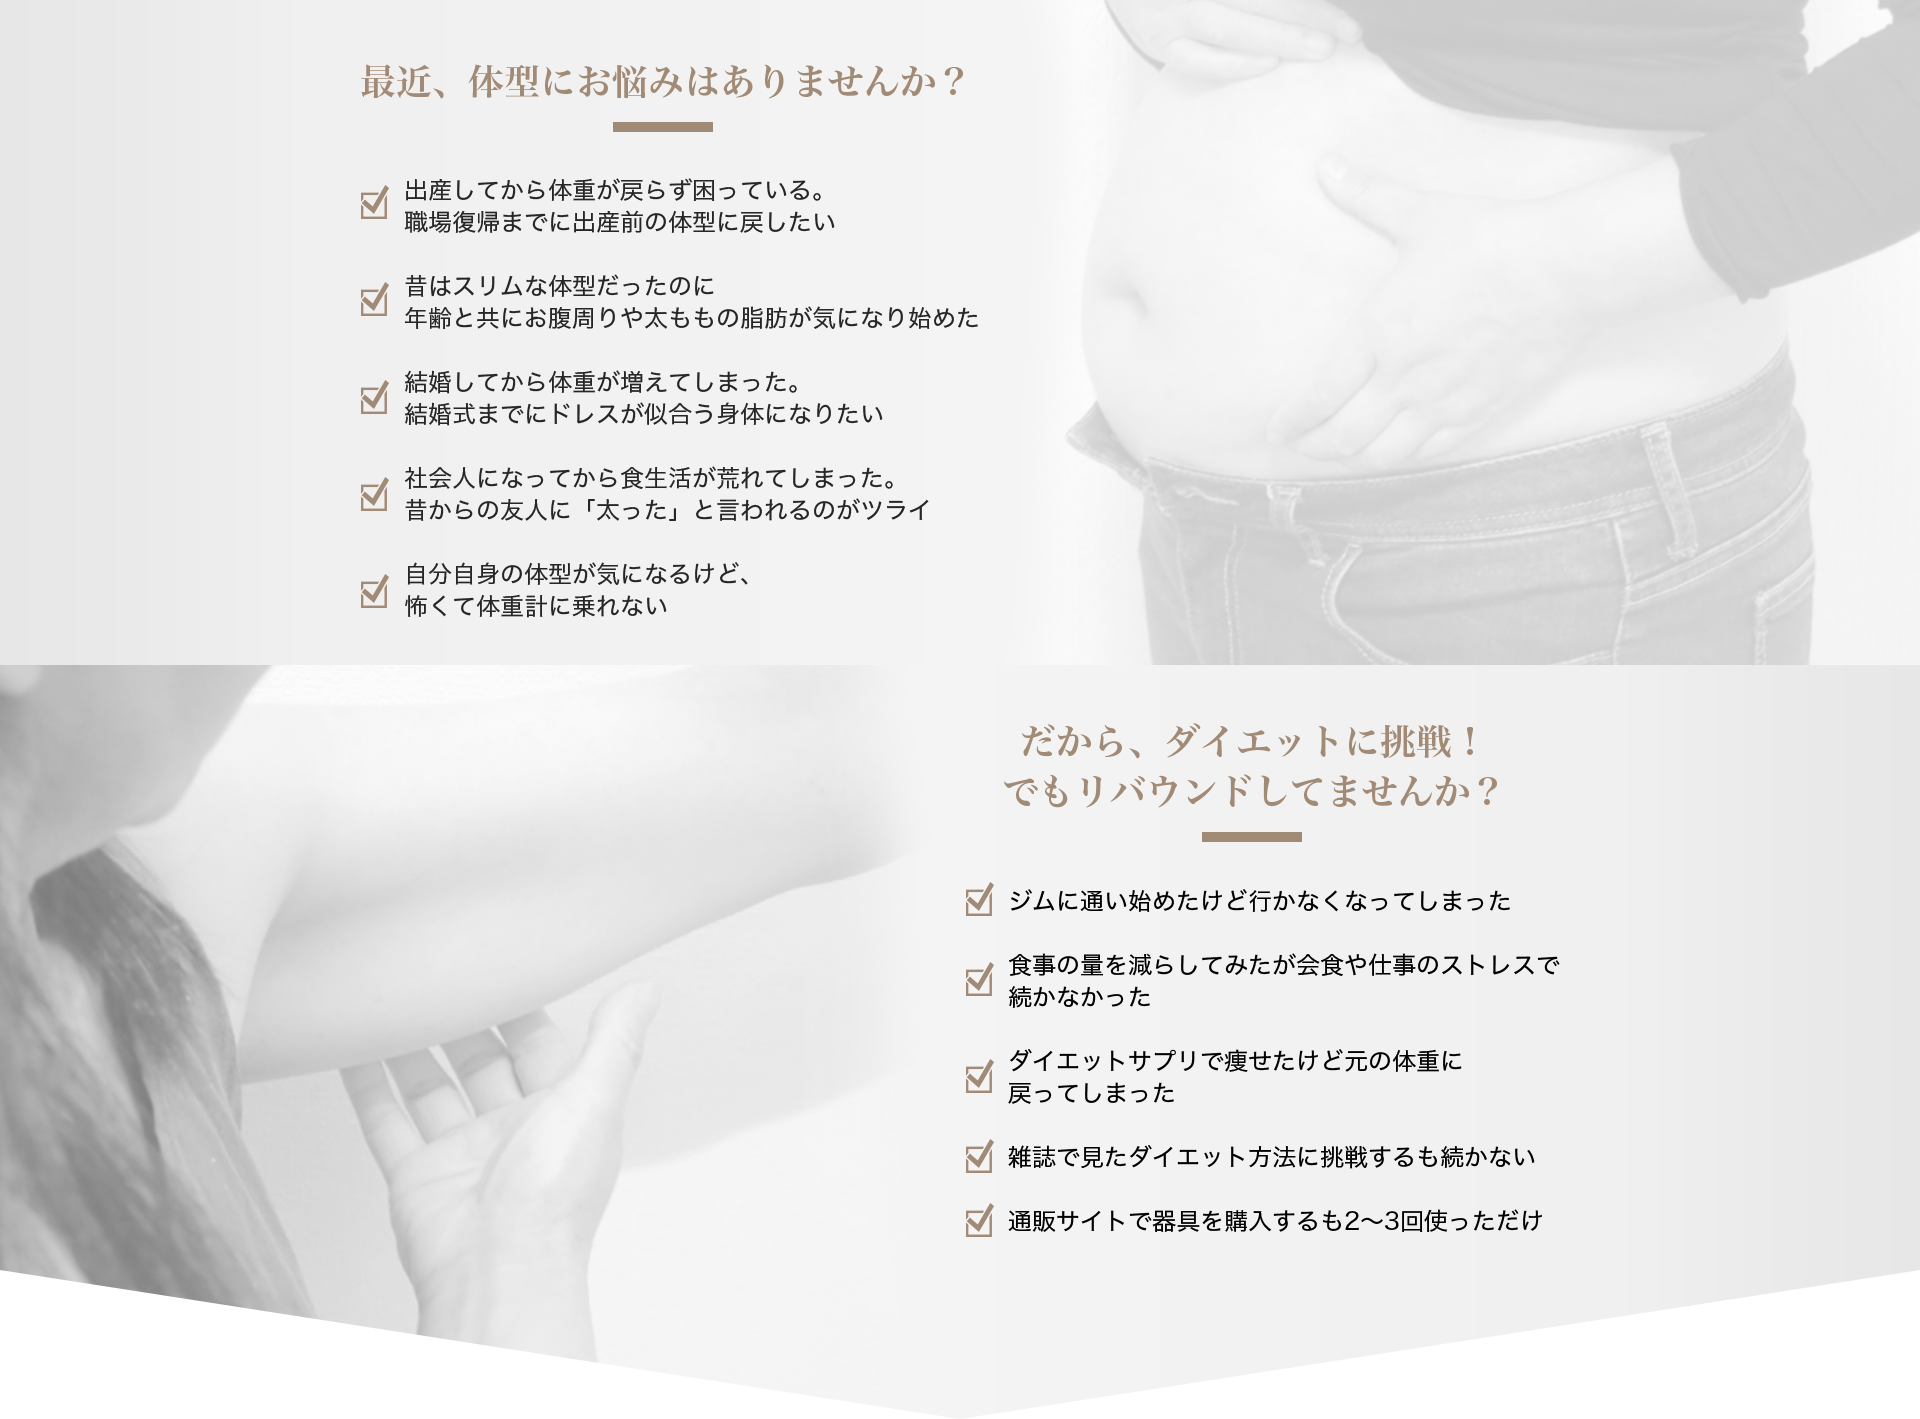 最近、体型にお悩みはありませんか？
出産してから体重が戻らず困っている。
職場復帰までに出産前の体型に戻したい
昔はスリムな体型だったのに
年齢と共にお腹周りや太ももの脂肪が気になり始めた
結婚してから体重が増えてしまった。
結婚式までにドレスが似合う身体になりたい
社会人になってから食生活が荒れてしまった。
昔からの友人に「太った」と言われるのがツライ
自分自身の体型が気になるけど、
怖くて体重計に乗れない
だから、ダイエットに挑戦！
でもリバウンドしてませんか？
ジムに通い始めたけど行かなくなってしまった
食事の量を減らしてみたが会食や仕事のストレスで
続かなかった
ダイエットサプリで痩せたけど元の体重に
戻ってしまった
雑誌で見たダイエット方法に挑戦するも続かない
通販サイトで器具を購入するも2〜3回使っただけ